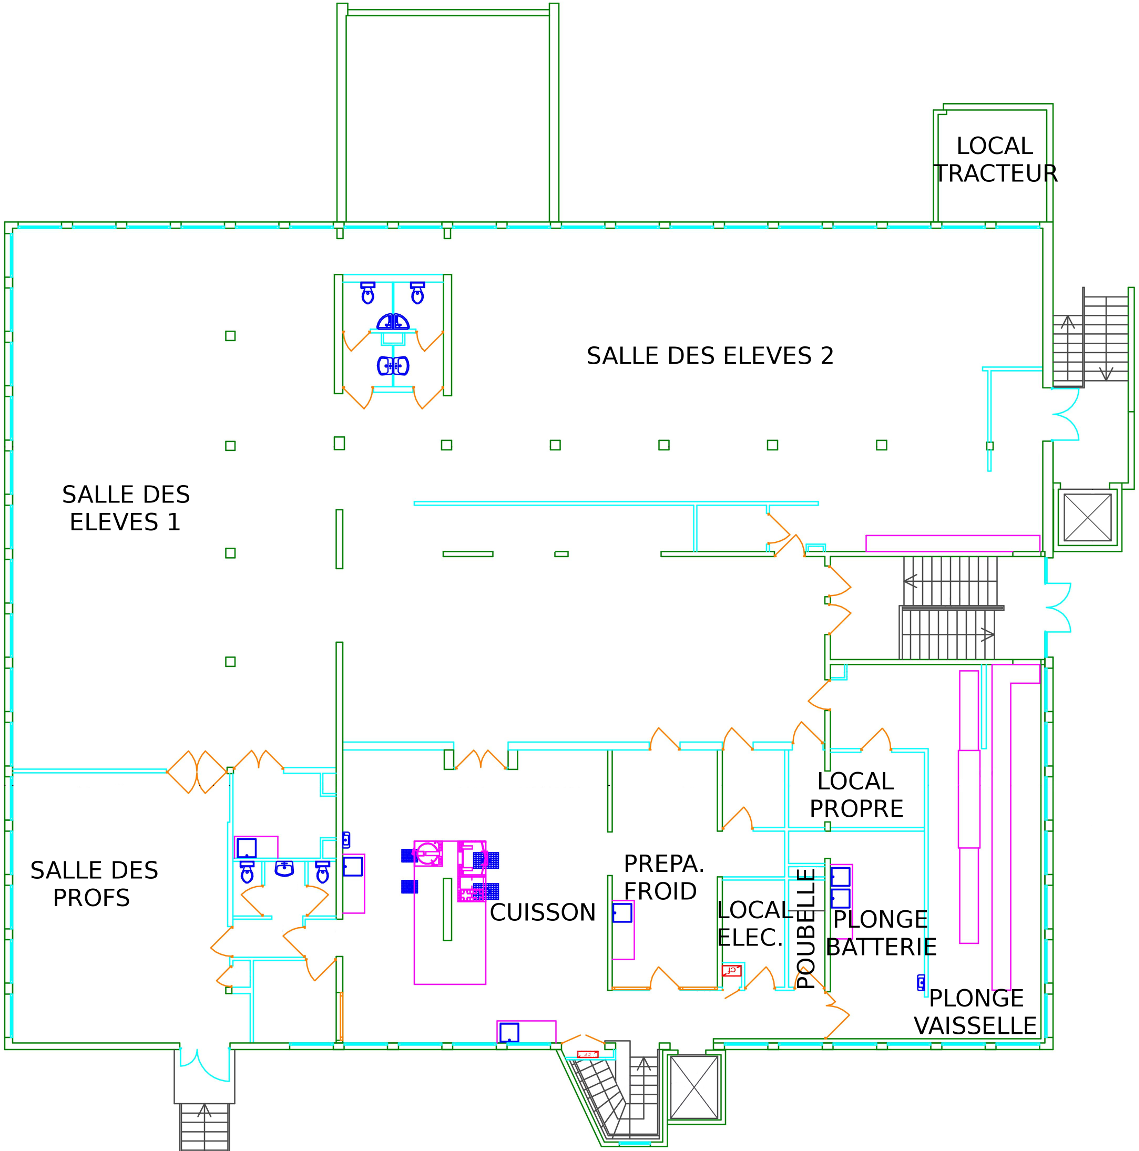 LOCAL
TRACTEUR
SALLE DES ELEVES 2
SALLE DES
ELEVES 1
LOCAL
PROPRE
SALLE DES
PROFS
PREPA.
FROID
CUISSON
LOCAL
ELEC.
POUBELLE
PLONGE
BATTERIE
PLONGE
VAISSELLE